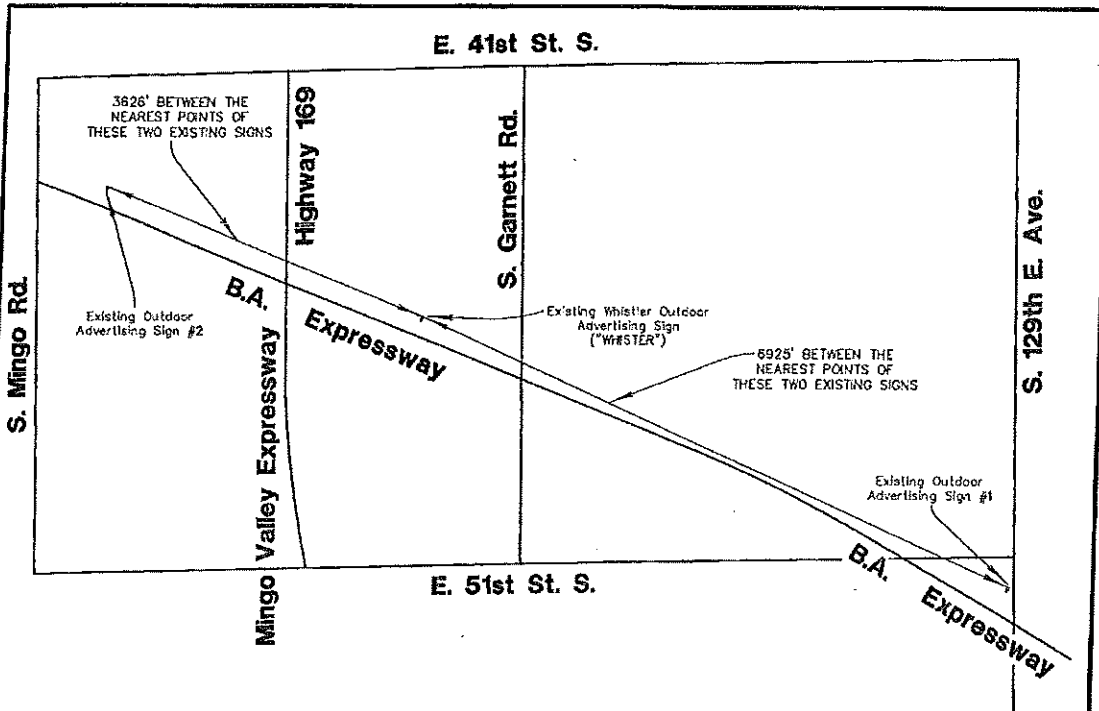 E. 41st St. S.
3626' BETWEEN THE
NEAREST POINTS OF
THESE TWO EXISTING SIGNS
Highway 169
S. Garnett Rd.
S. Mingo Rd.
S. 129th E. Ave.
Existing Outdoor
Advertising Sign #2
B.A. Expressway
Existing Whistler Outdoor
Advertising Sign
("WHISTER")
6925' BETWEEN THE
NEAREST POINTS OF
THESE TWO EXISTING SIGNS
Mingo Valley Expressway
Existing Outdoor
Advertising Sign #1
E. 51st St. S.
B.A. Expressway